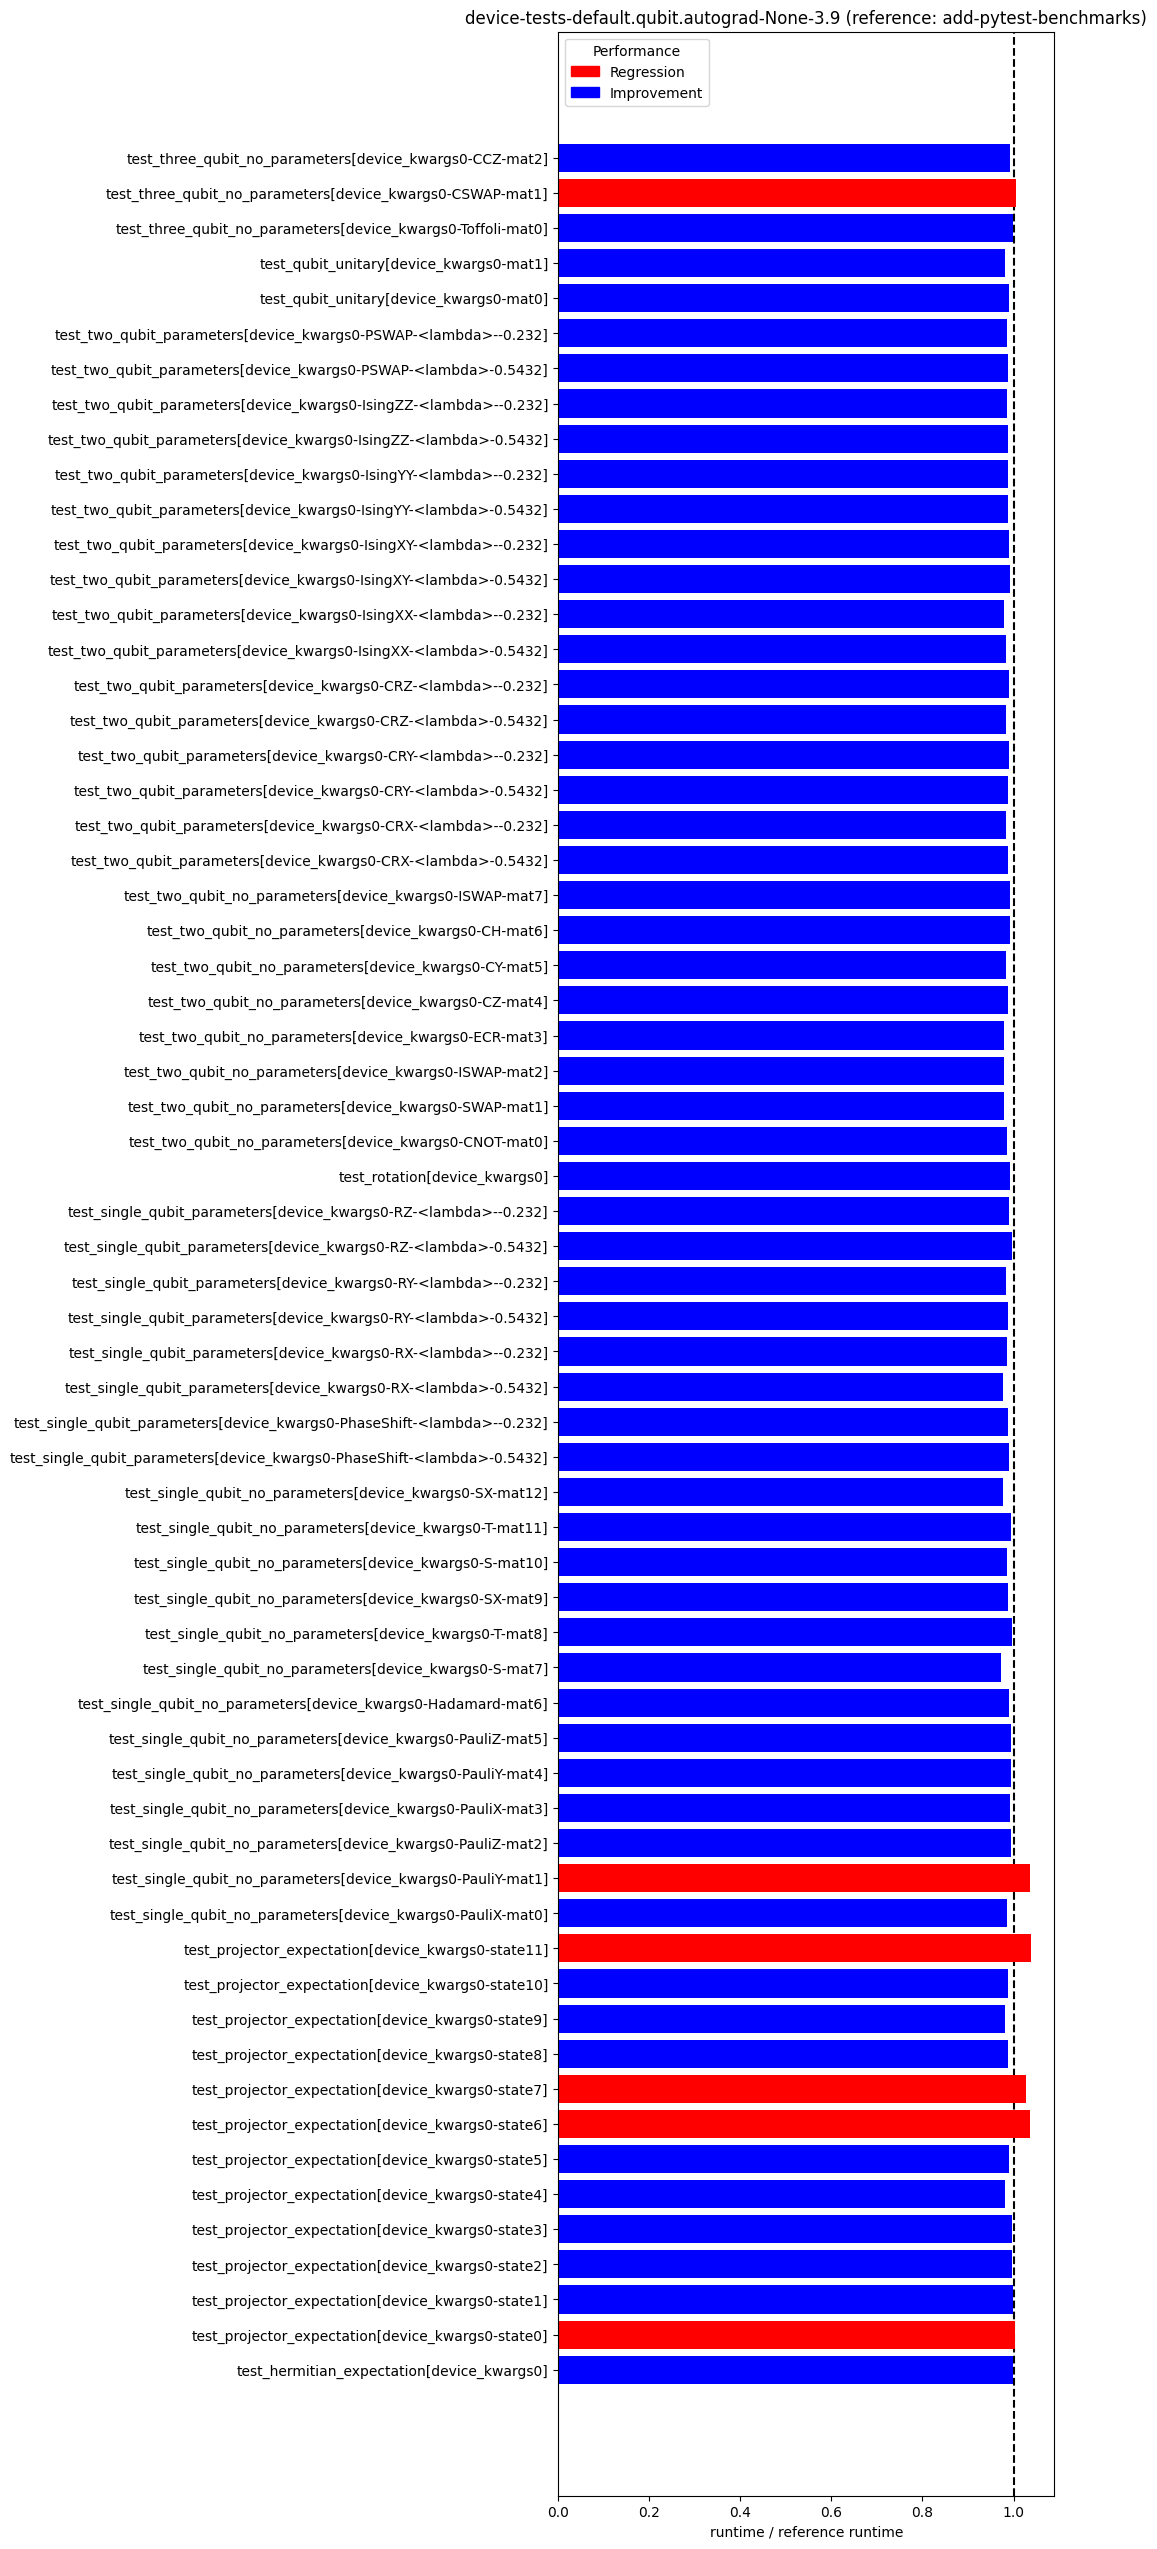 device-tests-default.qubit.autograd-None-3.9 (reference: add-pytest-benchmarks)
Performance
Regression
Improvement
test_three_qubit_no_parameters[device_kwargs0-CCZ-mat2]
test_three_qubit_no_parameters[device_kwargs0-CSWAP-mat1]
test_three_qubit_no_parameters[device_kwargs0-Toffoli-mat0]
test_qubit_unitary[device_kwargs0-mat1]
test_qubit_unitary[device_kwargs0-mat0]
test_two_qubit_parameters[device_kwargs0-PSWAP-<lambda>--0.232]
test_two_qubit_parameters[device_kwargs0-PSWAP-<lambda>-0.5432]
test_two_qubit_parameters[device_kwargs0-IsingZZ-<lambda>--0.232]
test_two_qubit_parameters[device_kwargs0-IsingZZ-<lambda>-0.5432]
test_two_qubit_parameters[device_kwargs0-IsingYY-<lambda>--0.232]
test_two_qubit_parameters[device_kwargs0-IsingYY-<lambda>-0.5432]
test_two_qubit_parameters[device_kwargs0-IsingXY-<lambda>--0.232]
test_two_qubit_parameters[device_kwargs0-IsingXY-<lambda>-0.5432]
test_two_qubit_parameters[device_kwargs0-IsingXX-<lambda>--0.232]
test_two_qubit_parameters[device_kwargs0-IsingXX-<lambda>-0.5432]
test_two_qubit_parameters[device_kwargs0-CRZ-<lambda>--0.232]
test_two_qubit_parameters[device_kwargs0-CRZ-<lambda>-0.5432]
test_two_qubit_parameters[device_kwargs0-CRY-<lambda>--0.232]
test_two_qubit_parameters[device_kwargs0-CRY-<lambda>-0.5432]
test_two_qubit_parameters[device_kwargs0-CRX-<lambda>--0.232]
test_two_qubit_parameters[device_kwargs0-CRX-<lambda>-0.5432]
test_two_qubit_no_parameters[device_kwargs0-ISWAP-mat7]
test_two_qubit_no_parameters[device_kwargs0-CH-mat6]
test_two_qubit_no_parameters[device_kwargs0-CY-mat5]
test_two_qubit_no_parameters[device_kwargs0-CZ-mat4]
test_two_qubit_no_parameters[device_kwargs0-ECR-mat3]
test_two_qubit_no_parameters[device_kwargs0-ISWAP-mat2]
test_two_qubit_no_parameters[device_kwargs0-SWAP-mat1]
test_two_qubit_no_parameters[device_kwargs0-CNOT-mat0]
test_rotation[device_kwargs0]
test_single_qubit_parameters[device_kwargs0-RZ-<lambda>--0.232]
test_single_qubit_parameters[device_kwargs0-RZ-<lambda>-0.5432]
test_single_qubit_parameters[device_kwargs0-RY-<lambda>--0.232]
test_single_qubit_parameters[device_kwargs0-RY-<lambda>-0.5432]
test_single_qubit_parameters[device_kwargs0-RX-<lambda>--0.232]
test_single_qubit_parameters[device_kwargs0-RX-<lambda>-0.5432]
test_single_qubit_parameters[device_kwargs0-PhaseShift-<lambda>--0.232]
test_single_qubit_parameters[device_kwargs0-PhaseShift-<lambda>-0.5432]
test_single_qubit_no_parameters[device_kwargs0-SX-mat12]
test_single_qubit_no_parameters[device_kwargs0-T-mat11]
test_single_qubit_no_parameters[device_kwargs0-S-mat10]
test_single_qubit_no_parameters[device_kwargs0-SX-mat9]
test_single_qubit_no_parameters[device_kwargs0-T-mat8]
test_single_qubit_no_parameters[device_kwargs0-S-mat7]
test_single_qubit_no_parameters[device_kwargs0-Hadamard-mat6]
test_single_qubit_no_parameters[device_kwargs0-PauliZ-mat5]
test_single_qubit_no_parameters[device_kwargs0-PauliY-mat4]
test_single_qubit_no_parameters[device_kwargs0-PauliX-mat3]
test_single_qubit_no_parameters[device_kwargs0-PauliZ-mat2]
test_single_qubit_no_parameters[device_kwargs0-PauliY-mat1]
test_single_qubit_no_parameters[device_kwargs0-PauliX-mat0]
test_projector_expectation[device_kwargs0-state11]
test_projector_expectation[device_kwargs0-state10]
test_projector_expectation[device_kwargs0-state9]
test_projector_expectation[device_kwargs0-state8]
test_projector_expectation[device_kwargs0-state7]
test_projector_expectation[device_kwargs0-state6]
test_projector_expectation[device_kwargs0-state5]
test_projector_expectation[device_kwargs0-state4]
test_projector_expectation[device_kwargs0-state3]
test_projector_expectation[device_kwargs0-state2]
test_projector_expectation[device_kwargs0-state1]
test_projector_expectation[device_kwargs0-state0]
test_hermitian_expectation[device_kwargs0]
0.0 0.2 0.4 0.6 0.8 1.0
runtime / reference runtime